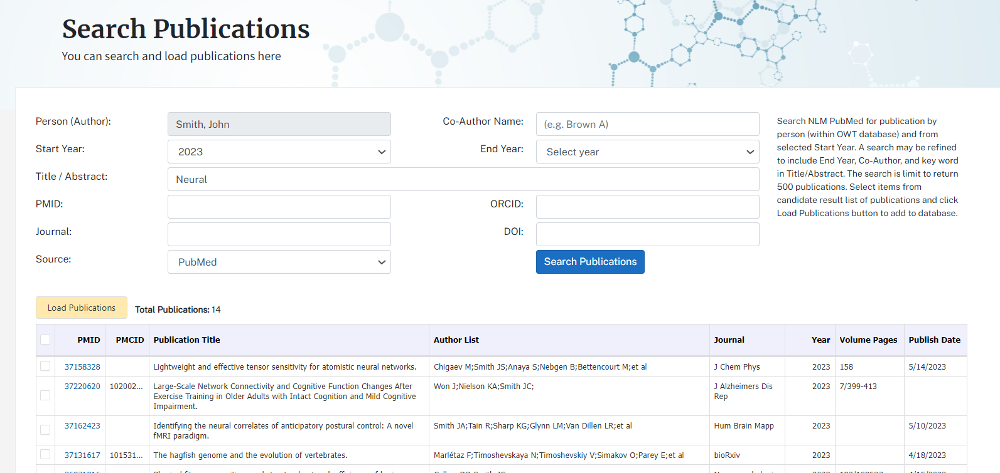 Search Publications
You can search and load publications here
Person (Author):
Smith, John
Co-Author Name:
(e.g. Brown A)
Start Year:
2023
End Year:
Select year
Title / Abstract:
Neural
PMID:
ORCID:
Journal:
DOI:
Source:
PubMed
Search Publications
Search NLM PubMed for publication by
person (within OWT database) and from
selected Start Year. A search may be refined
to include End Year, Co-Author, and key word
in Title/Abstract. The search is limit to return
500 publications. Select items from
candidate result list of publications and click
Load Publications button to add to database.
Load Publications
Total Publications: 14
PMID PMCID Publication Title Author List Journal Year Volume Pages Publish Date
37158328 Lightweight and effective tensor sensitivity for atomistic neural networks. Chigaev M;Smith JS;Anaya S;Nebgen B;Bettencourt M;et al J Chem Phys 2023 158 5/14/2023
37220620 102002... Large-Scale Network Connectivity and Cognitive Function Changes After Won J;Nielson KA;Smith JC; J Alzheimers Dis 2023 7/399-413
Exercise Training in Older Adults with Intact Cognition and Mild Cognitive Rep
Impairment.
37162423 Identifying the neural correlates of anticipatory postural control: A novel Smith JA;Tain R;Sharp KG;Glynn LM;Van Dillen LR;et al Hum Brain Mapp 2023 5/10/2023
fMRI paradigm.
37131617 101531... The hagfish genome and the evolution of vertebrates. Marlétaz F;Timoshevskaya N;Timoshevskiy V;Simakov O;Parey E;et al bioRxiv 2023 4/18/2023